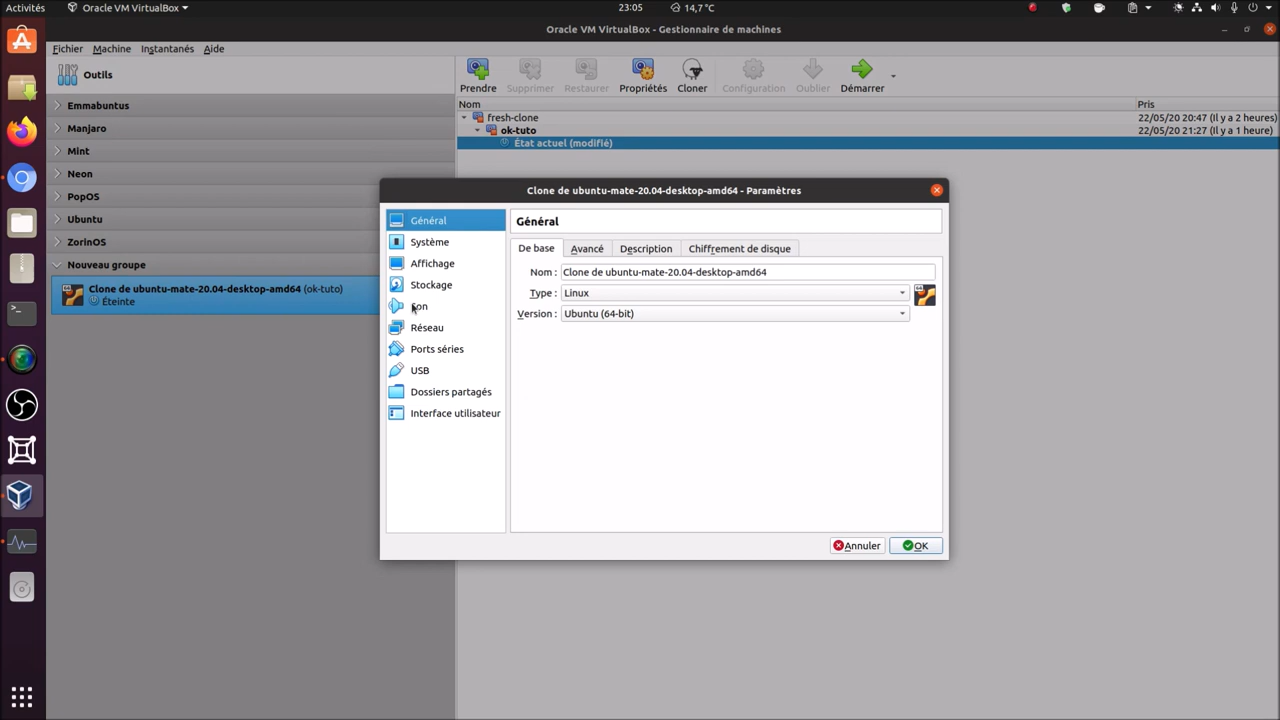 Activités Oracle VM VirtualBox 23:05 14,7°C
Oracle VM VirtualBox - Gestionnaire de machines
Fichier Machine Instantanés Aide
Outils
Emmabuntus
Manjaro
Mint
Neon
PopOS
Ubuntu
ZorinOS
Nouveau groupe
Clone de ubuntu-mate-20.04-desktop-amd64 (ok-tuto)
Éteinte
Prendre Supprimer Restaurer Propriétés Cloner Configuration Oublier Démarrer
Nom Pris
fresh-clone 22/05/20 20:47 (Il y a 2 heures)
ok-tuto 22/05/20 21:27 (Il y a 1 heure)
État actuel (modifié)
Clone de ubuntu-mate-20.04-desktop-amd64 - Paramètres
Général
Système
Affichage
Stockage
Son
Réseau
Ports séries
USB
Dossiers partagés
Interface utilisateur
Général
De base Avancé Description Chiffrement de disque
Nom : Clone de ubuntu-mate-20.04-desktop-amd64
Type : Linux
Version : Ubuntu (64-bit)
Annuler OK